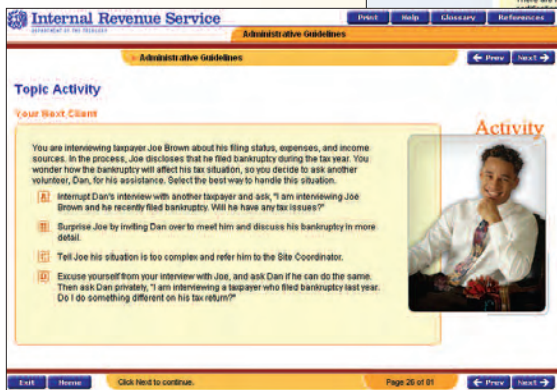 There are
Internal Revenue Service
DEPARTMENT OF THE TREASURY
Print Help Glossary References
Administrative Guidelines
Administrative Guidelines
Prev Next
Topic Activity
Your Next Client
Activity
You are interviewing taxpayer Joe Brown about his filing status, expenses, and income
sources. In the process, Joe discloses that he filed bankruptcy during the tax year. You
wonder how the bankruptcy will affect his tax situation, so you decide to ask another
volunteer, Dan, for his assistance. Select the best way to handle this situation.
A Interrupt Dan's interview with another taxpayer and ask, "I am interviewing Joe
Brown and he recently filed bankruptcy. Will he have any tax issues?"
B Surprise Joe by inviting Dan over to meet him and discuss his bankruptcy in more
detail.
C Tell Joe his situation is too complex and refer him to the Site Coordinator.
D Excuse yourself from your interview with Joe, and ask Dan if he can do the same.
Then ask Dan privately, "I am interviewing a taxpayer who filed bankruptcy last year.
Do I do something different on his tax return?"
Exit Home Click Next to continue. Page 26 of 81 Prev Next